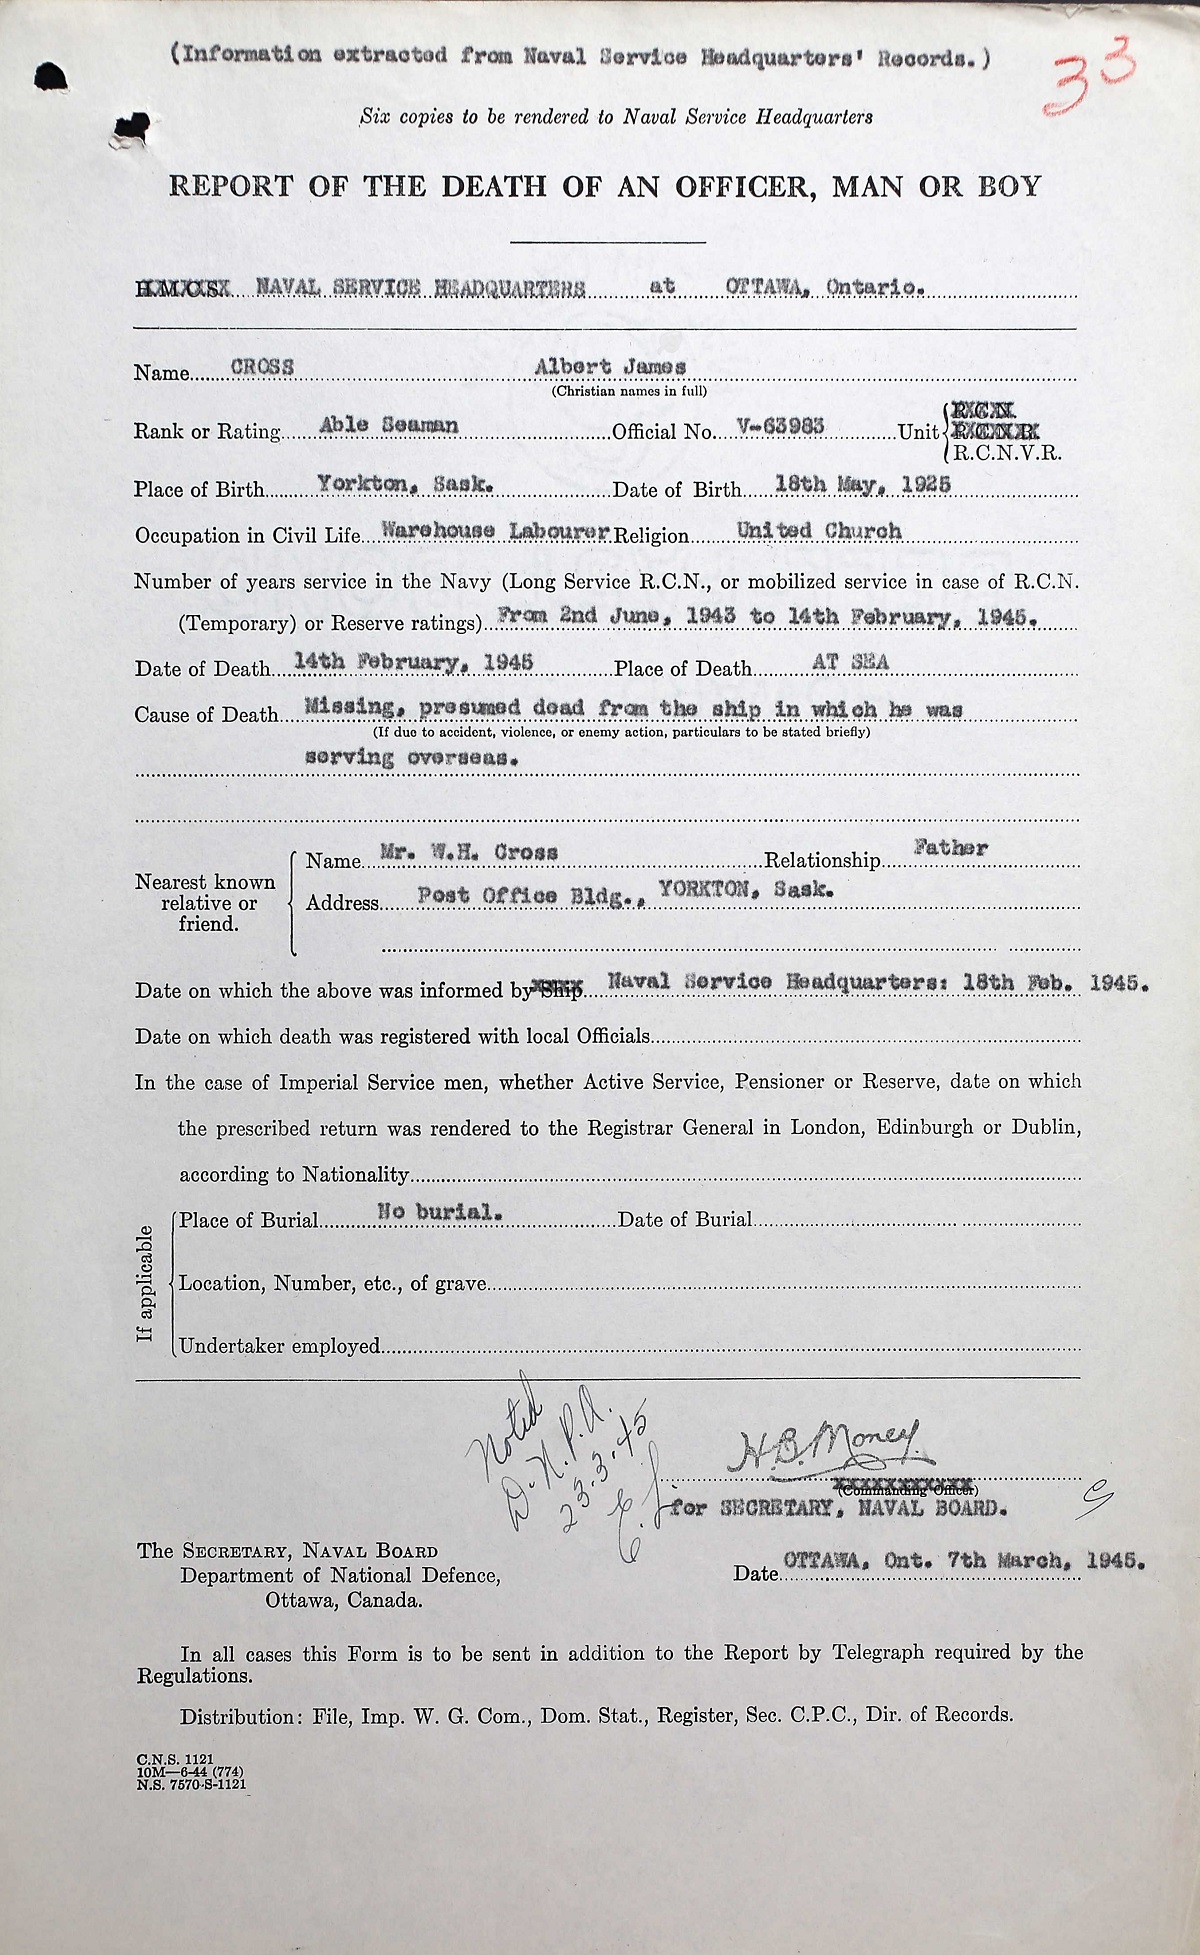 (Information extracted from Naval Service Headquarters' Records.)
33
Six copies to be rendered to Naval Service Headquarters
REPORT OF THE DEATH OF AN OFFICER, MAN OR BOY
H.M.C.S. NAVAL SERVICE HEADQUARTERS at OTTAWA, Ontario.
Name CROSS Albert James
(Christian names in full)
Rank or Rating Able Seaman Official No. V-63983 Unit R.C.N.
R.C.N.R.
R.C.N.V.R.
Place of Birth Yorkton, Sask. Date of Birth 18th May, 1925
Occupation in Civil Life Warehouse Labourer Religion United Church
Number of years service in the Navy (Long Service R.C.N., or mobilized service in case of R.C.N.
(Temporary) or Reserve ratings) From 2nd June, 1943 to 14th February, 1945.
Date of Death 14th February, 1945 Place of Death AT SEA
Cause of Death Missing, presumed dead from the ship in which he was
(If due to accident, violence, or enemy action, particulars to be stated briefly)
serving overseas.
Nearest known relative or friend.
Name Mr. W.H. Cross Relationship Father
Address Post Office Bldg., YORKTON, Sask.
Date on which the above was informed by Ship Naval Service Headquarters: 18th Feb. 1945.
Date on which death was registered with local Officials
In the case of Imperial Service men, whether Active Service, Pensioner or Reserve, date on which
the prescribed return was rendered to the Registrar General in London, Edinburgh or Dublin,
according to Nationality
If applicable
Place of Burial No burial. Date of Burial
Location, Number, etc., of grave
Undertaker employed
Noted
D.N.P.A.
23.3.45
H.B. Money
(Commanding Officer)
for SECRETARY, NAVAL BOARD.
The SECRETARY, NAVAL BOARD
Department of National Defence,
Ottawa, Canada.
Date OTTAWA, Ont. 7th March, 1945.
In all cases this Form is to be sent in addition to the Report by Telegraph required by the
Regulations.
Distribution: File, Imp. W. G. Com., Dom. Stat., Register, Sec. C.P.C., Dir. of Records.
C.N.S. 1121
10M—6-44 (774)
N.S. 7570-S-1121